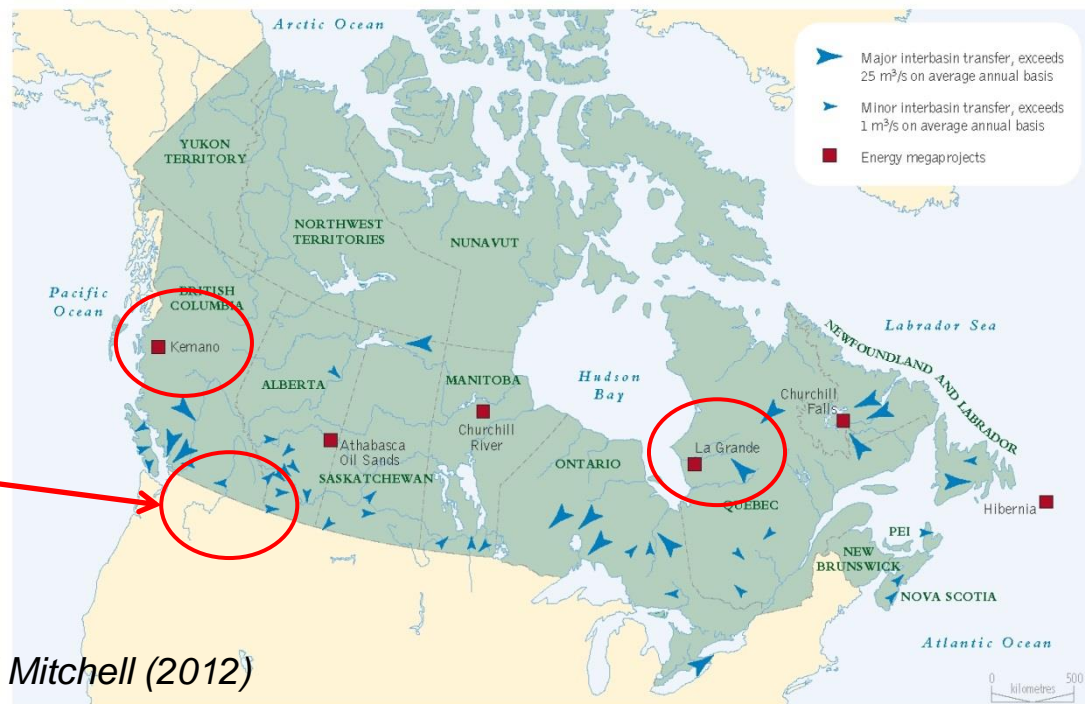 Arctic Ocean
Major interbasin transfer, exceeds
25 m³/s on average annual basis
Minor interbasin transfer, exceeds
1 m³/s on average annual basis
Energy megaprojects
YUKON
TERRITORY
NORTHWEST
TERRITORIES
NUNAVUT
Pacific
Ocean
BRITISH
COLUMBIA
Kemano
ALBERTA
Athabasca
Oil Sands
SASKATCHEWAN
MANITOBA
Churchill
River
Hudson
Bay
ONTARIO
La Grande
QUEBEC
Churchill
Falls
NEWFOUNDLAND AND LABRADOR
Labrador Sea
Hibernia
PEI
NEW
BRUNSWICK
NOVA SCOTIA
Atlantic Ocean
Mitchell (2012)
0 500
kilometres